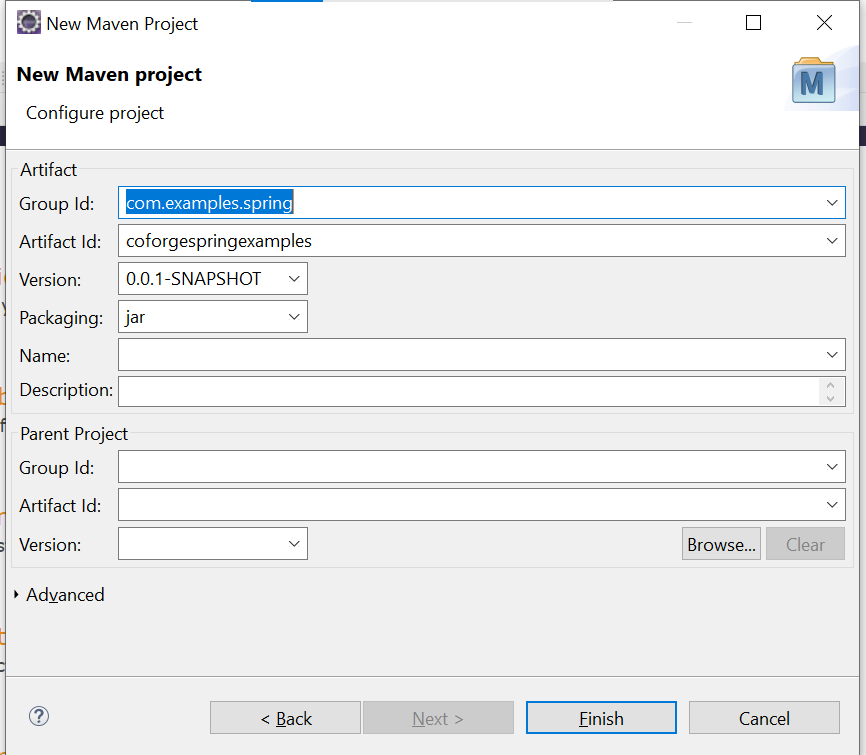 New Maven Project
New Maven project
Configure project
M
Artifact
Group Id: com.examples.spring
Artifact Id: coforgespringexamples
Version: 0.0.1-SNAPSHOT
Packaging: jar
Name:
Description:
Parent Project
Group Id:
Artifact Id:
Version: Browse... Clear
Advanced
? < Back Next > Finish Cancel